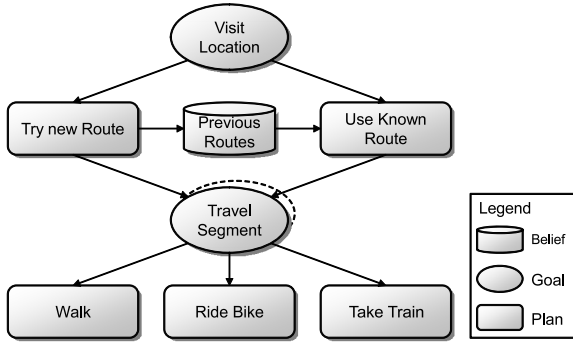 Visit
Location
Try new Route
Previous
Routes
Use Known
Route
Travel
Segment
Walk
Ride Bike
Take Train
Legend
Belief
Goal
Plan